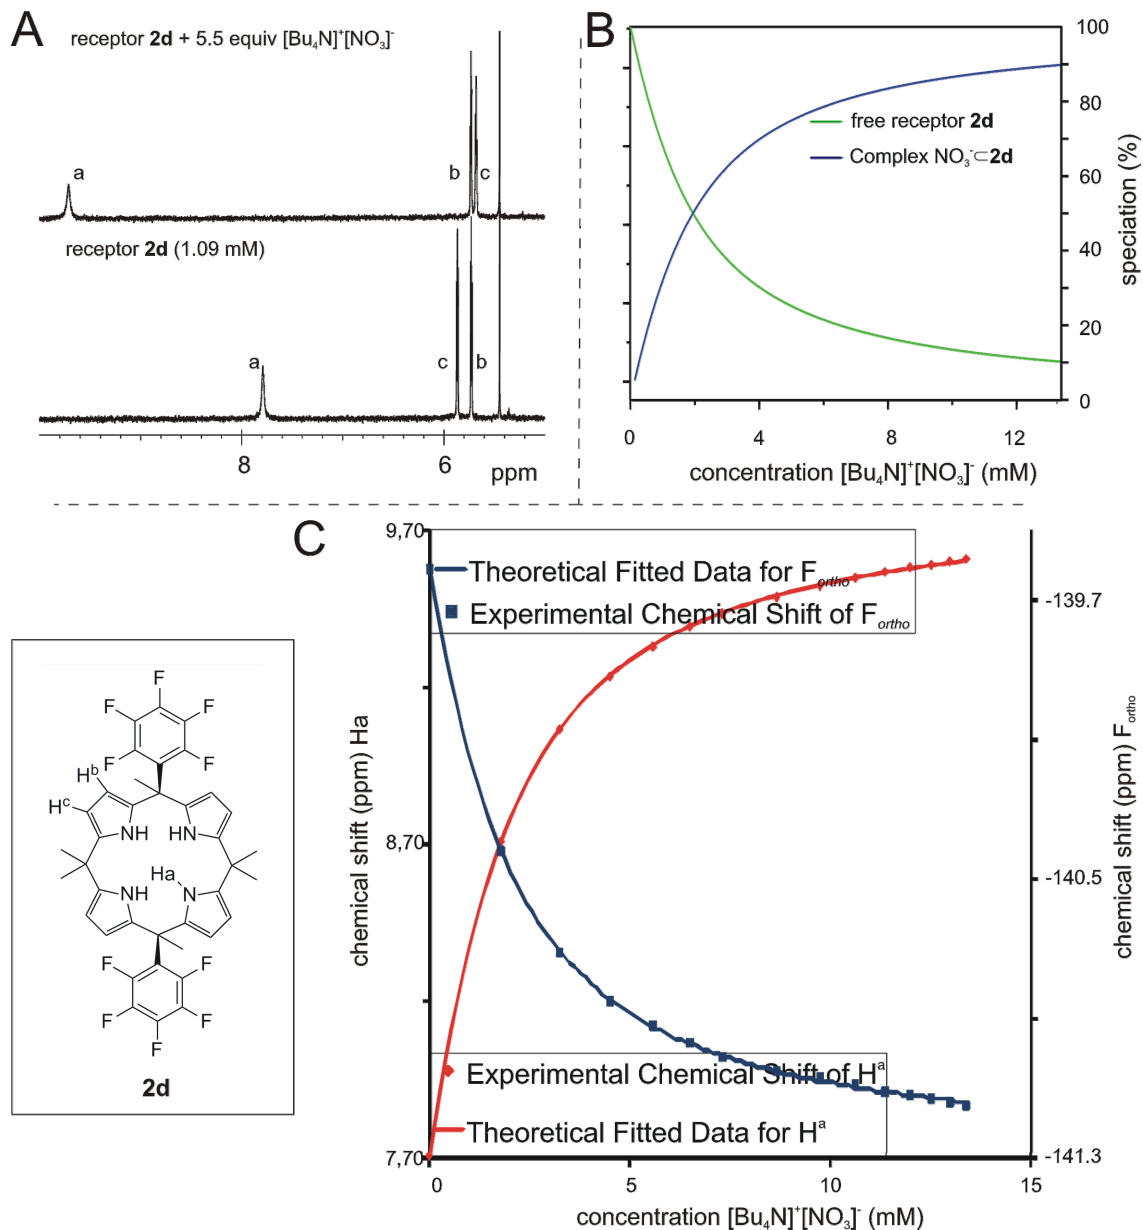 A
receptor 2d + 5.5 equiv [Bu₄N]⁺[NO₃]⁻
a
b
c
receptor 2d (1.09 mM)
a
c
b
8
6
ppm
B
free receptor 2d
Complex NO₃⁻⊂2d
100
80
60
40
20
0
speciation (%)
0
4
8
12
concentration [Bu₄N]⁺[NO₃]⁻ (mM)
C
9,70
8,70
7,70
chemical shift (ppm) Ha
Theoretical Fitted Data for F_ortho
Experimental Chemical Shift of F_ortho
Experimental Chemical Shift of Hᵃ
Theoretical Fitted Data for Hᵃ
-139.7
-140.5
-141.3
chemical shift (ppm) F_ortho
0
5
10
15
concentration [Bu₄N]⁺[NO₃]⁻ (mM)
F
F
F
F
F
Hᵇ
Hᶜ
NH
HN
Ha
NH
N
F
F
F
F
F
2d